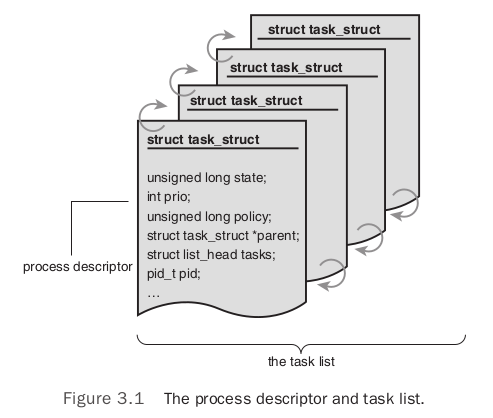 struct task_struct
struct task_struct
struct task_struct
struct task_struct
unsigned long state;
int prio;
unsigned long policy;
struct task_struct *parent;
struct list_head tasks;
pid_t pid;
...
process descriptor
the task list
Figure 3.1 The process descriptor and task list.